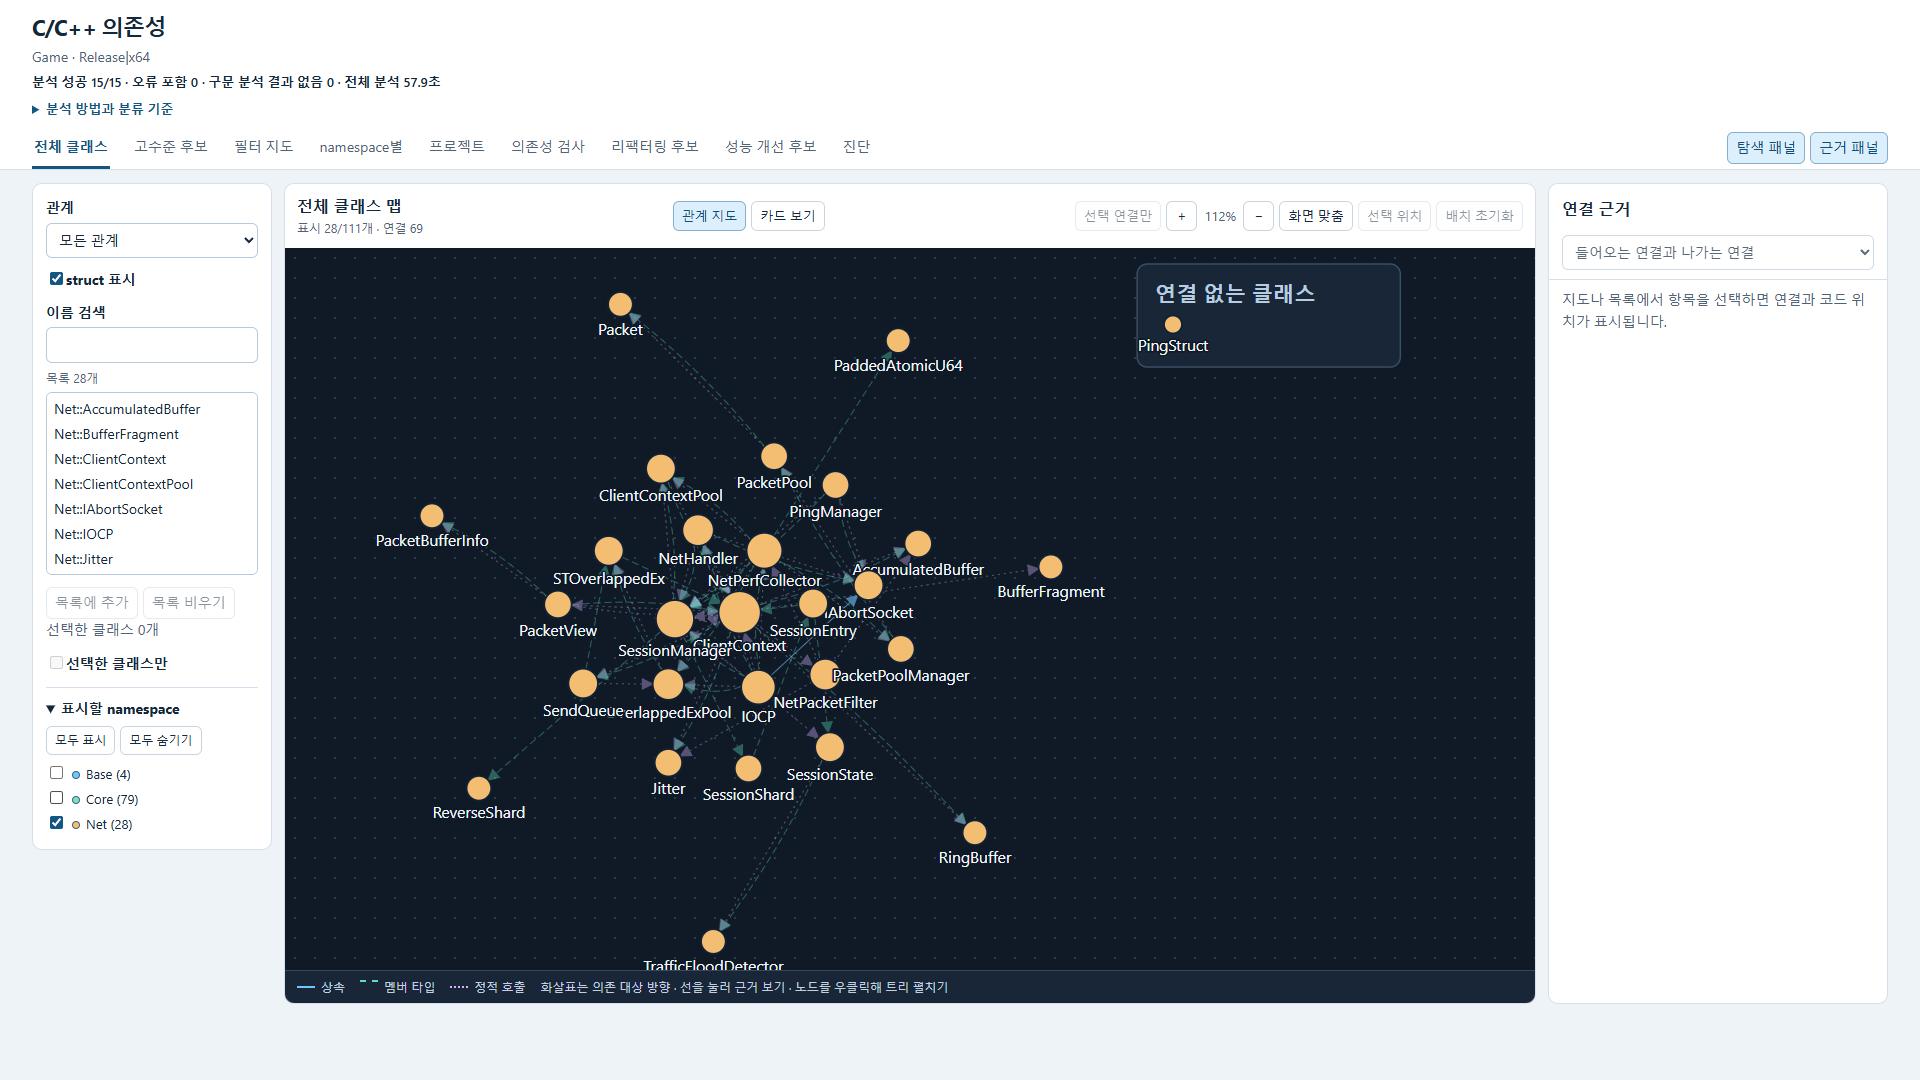 C/C++ 의존성
Game · Release|x64
분석 성공 15/15 · 오류 포함 0 · 구문 분석 결과 없음 0 · 전체 분석 57.9초
▶ 분석 방법과 분류 기준
전체 클래스 고수준 후보 필터 지도 namespace별 프로젝트 의존성 검사 리팩터링 후보 성능 개선 후보 진단
탐색 패널 근거 패널
관계
모든 관계
struct 표시
이름 검색
목록 28개
Net::AccumulatedBuffer
Net::BufferFragment
Net::ClientContext
Net::ClientContextPool
Net::IAbortSocket
Net::IOCP
Net::Jitter
목록에 추가 목록 비우기
선택한 클래스 0개
선택한 클래스만
▼ 표시할 namespace
모두 표시 모두 숨기기
Base (4)
Core (79)
Net (28)
전체 클래스 맵
표시 28/111개 · 연결 69
관계 지도 카드 보기
선택 연결만 + 112% − 화면 맞춤 선택 위치 배치 초기화
연결 없는 클래스
PingStruct
Packet
PaddedAtomicU64
PacketPool
ClientContextPool
PingManager
PacketBufferInfo
NetHandler
AccumulatedBuffer
STOverlappedEx
NetPerfCollector
BufferFragment
IAbortSocket
PacketView
SessionEntry
ClientContext
SessionManager
PacketPoolManager
NetPacketFilter
SendQueue
erlappedExPool
IOCP
SessionState
Jitter
SessionShard
ReverseShard
RingBuffer
TrafficFloodDetector
상속 멤버 타입 정적 호출 화살표는 의존 대상 방향 · 선을 눌러 근거 보기 · 노드를 우클릭해 트리 펼치기
연결 근거
들어오는 연결과 나가는 연결
지도나 목록에서 항목을 선택하면 연결과 코드 위
치가 표시됩니다.